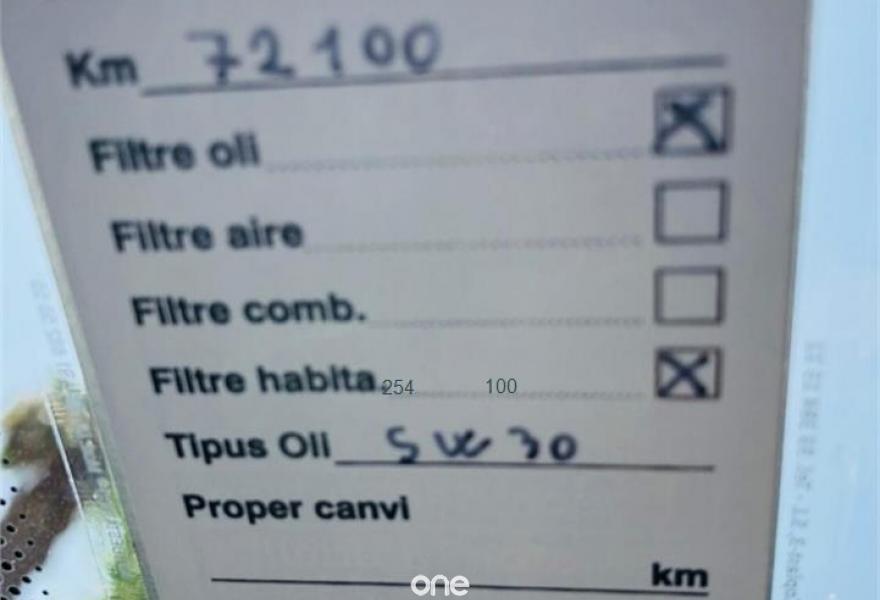 Km 72100
Filtre oli
Filtre aire
Filtre comb.
Filtre habita. 254 100
Tipus Oli 5W30
Proper canvi
km
one